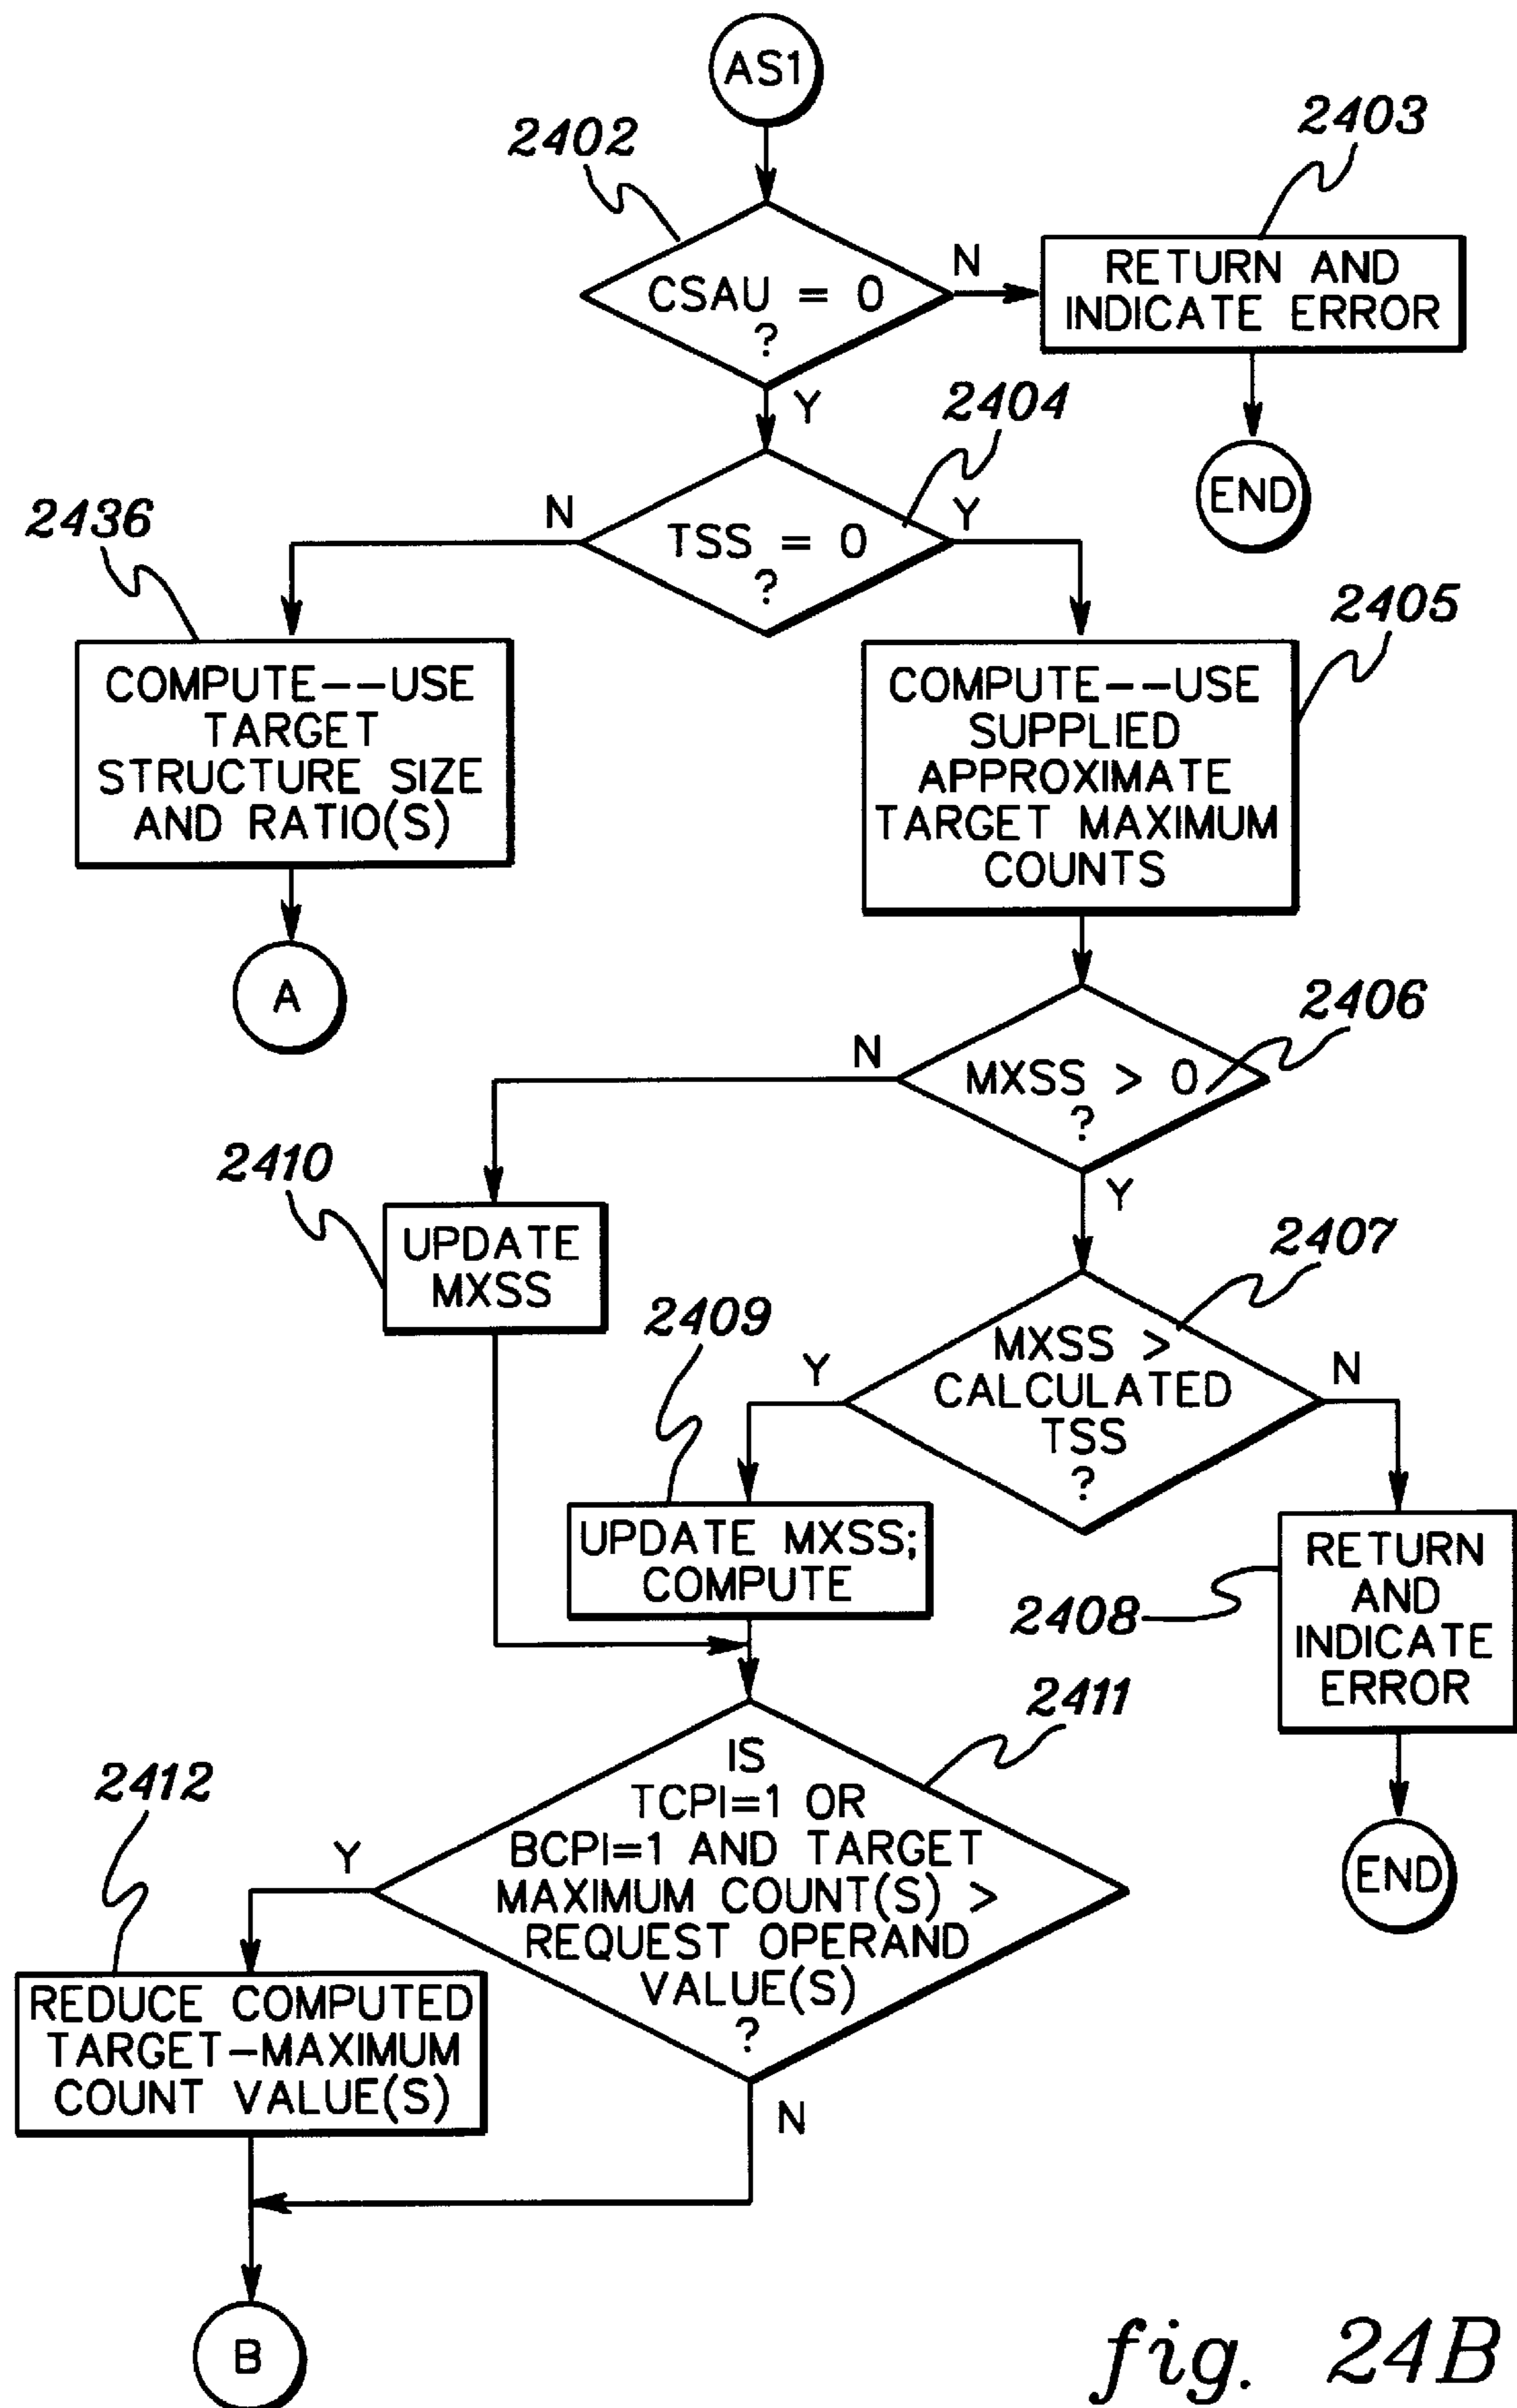 AS1
2402
2403
CSAU = 0
?
N
RETURN AND
INDICATE ERROR
Y
END
2404
TSS = 0
?
N
Y
2436
COMPUTE--USE
TARGET
STRUCTURE SIZE
AND RATIO(S)
A
2405
COMPUTE--USE
SUPPLIED
APPROXIMATE
TARGET MAXIMUM
COUNTS
2406
MXSS > 0
?
N
Y
2410
UPDATE
MXSS
2407
MXSS >
CALCULATED
TSS
?
Y
N
2409
UPDATE MXSS;
COMPUTE
2408
RETURN
AND
INDICATE
ERROR
END
2411
IS
TCPI=1 OR
BCPI=1 AND TARGET
MAXIMUM COUNT(S) >
REQUEST OPERAND
VALUE(S)
?
Y
N
2412
REDUCE COMPUTED
TARGET-MAXIMUM
COUNT VALUE(S)
B
fig. 24B